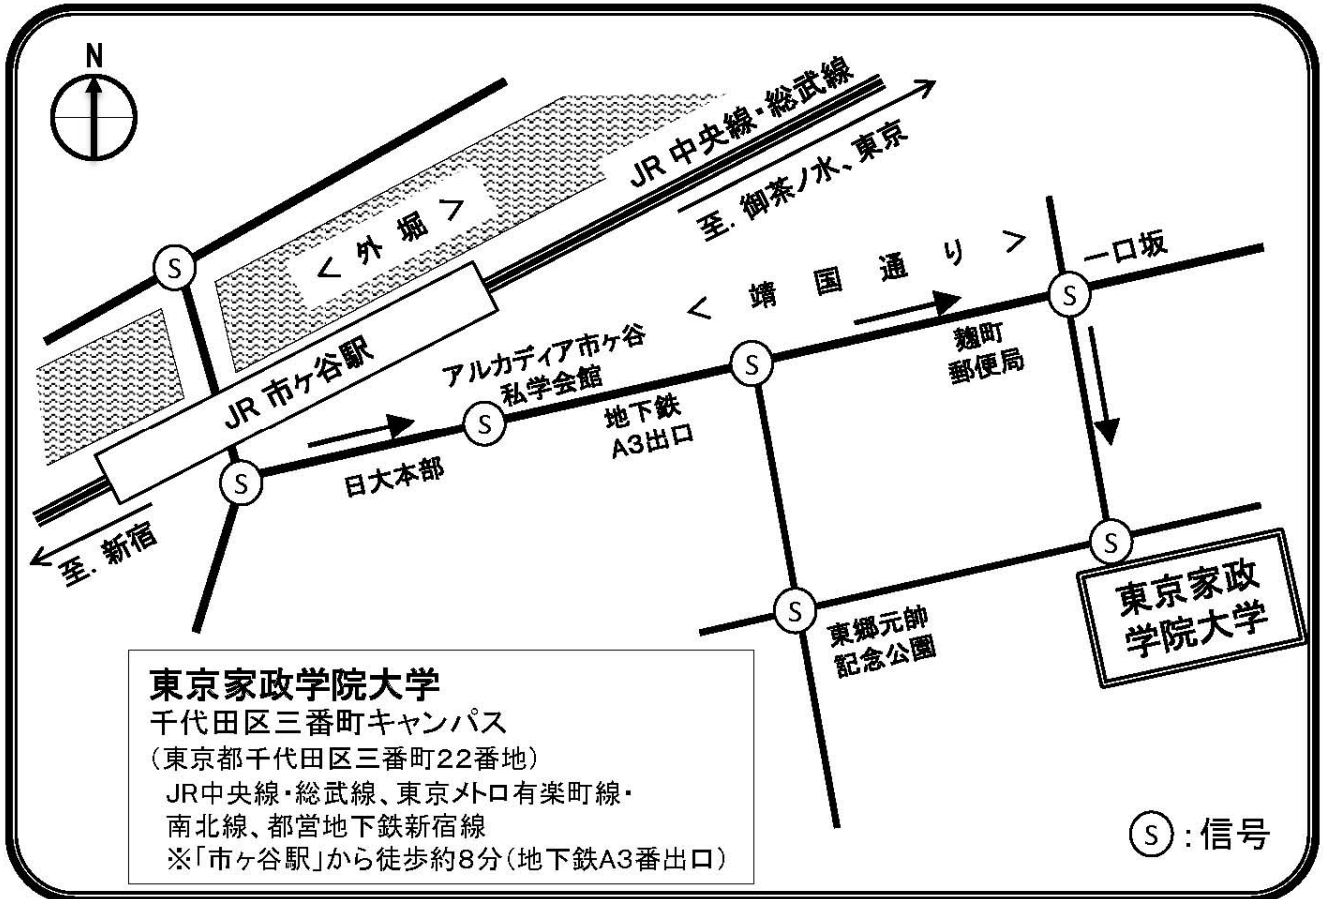 N
JR 中央線・総武線
至. 御茶ノ水、東京
< 外 堀 >
S
JR 市ヶ谷駅
< 靖 国 通 り >
一口坂
S
アルカディア市ヶ谷
私学会館
S
S
麹町
郵便局
地下鉄
A3出口
日大本部
S
至. 新宿
S
東京家政
学院大学
S
東郷元帥
記念公園
東京家政学院大学
千代田区三番町キャンパス
（東京都千代田区三番町22番地）
JR中央線・総武線、東京メトロ有楽町線・
南北線、都営地下鉄新宿線
※「市ヶ谷駅」から徒歩約8分（地下鉄A3番出口）
S：信号